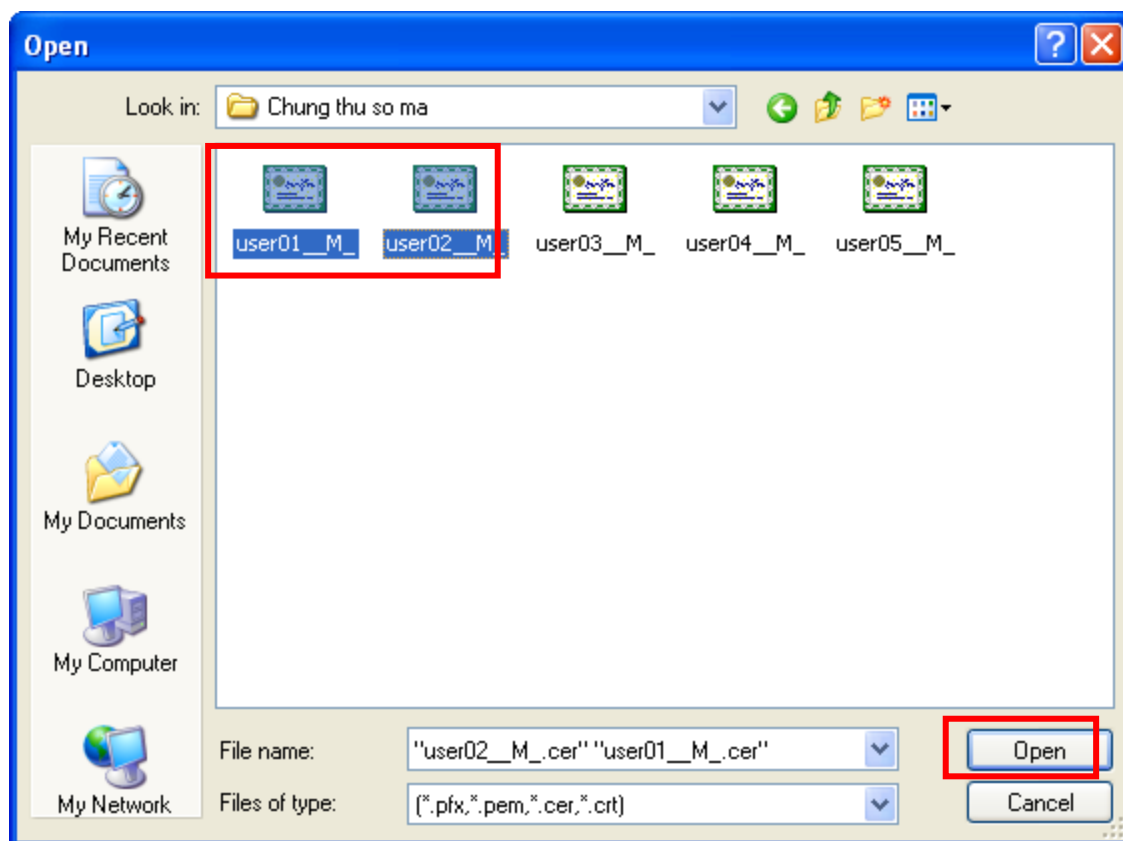 Open
Look in:
Chung thu so ma
My Recent
Documents
Desktop
My Documents
My Computer
My Network
user01__M_
user02__M_
user03__M_
user04__M_
user05__M_
File name:
"user02__M_.cer" "user01__M_.cer"
Open
Files of type:
(*.pfx,*.pem,*.cer,*.crt)
Cancel